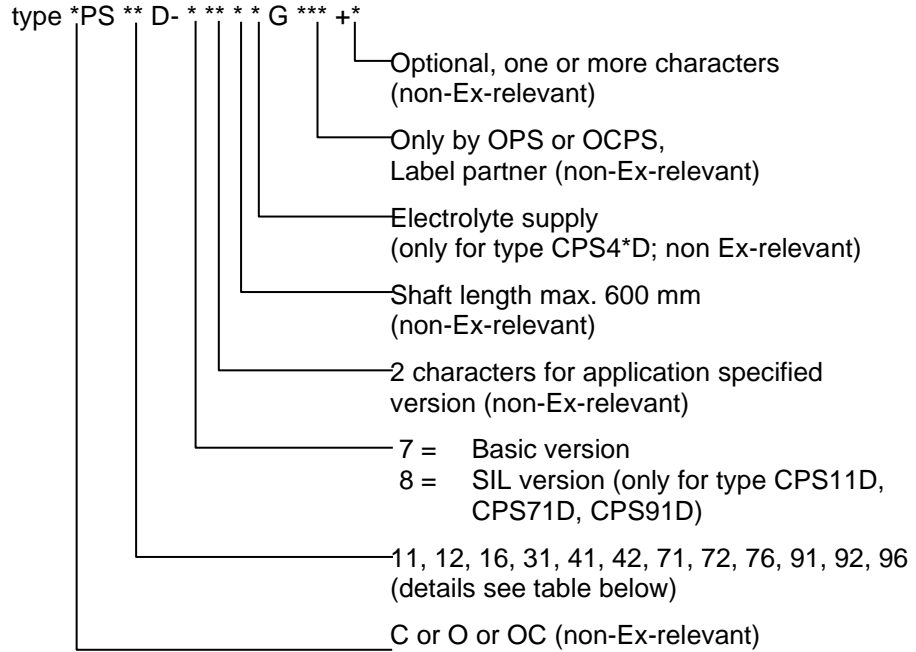 type *PS ** D- * ** * * G *** +*
Optional, one or more characters
(non-Ex-relevant)
Only by OPS or OCPS,
Label partner (non-Ex-relevant)
Electrolyte supply
(only for type CPS4*D; non Ex-relevant)
Shaft length max. 600 mm
(non-Ex-relevant)
2 characters for application specified
version (non-Ex-relevant)
7 = Basic version
8 = SIL version (only for type CPS11D,
CPS71D, CPS91D)
11, 12, 16, 31, 41, 42, 71, 72, 76, 91, 92, 96
(details see table below)
C or O or OC (non-Ex-relevant)